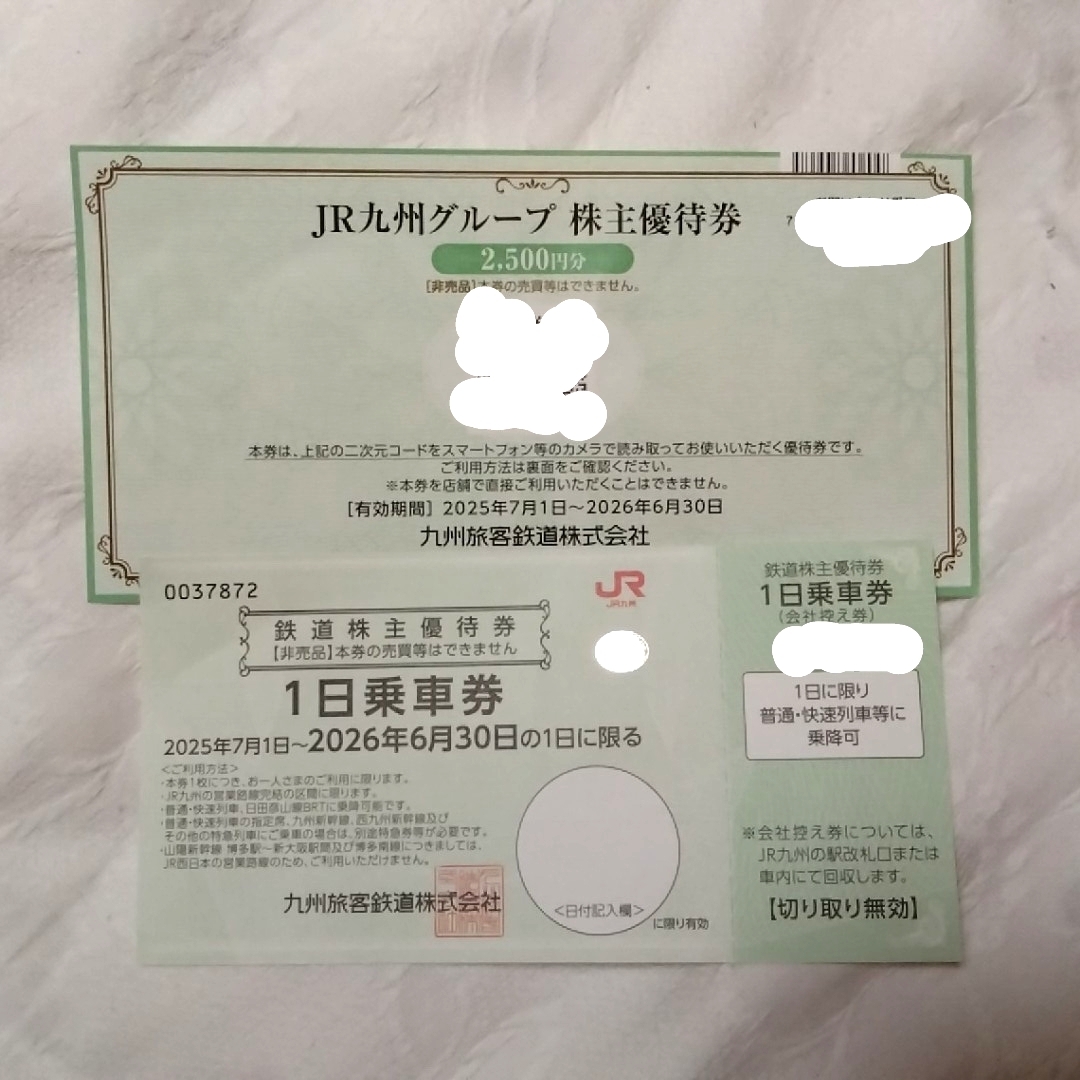 JR九州グループ 株主優待券
2,500円分
[非売品]本券の売買等はできません。
本券は、上記の二次元コードをスマートフォン等のカメラで読み取ってお使いいただく優待券です。
ご利用方法は裏面をご確認ください。
※本券を店舗で直接ご利用いただくことはできません。
[有効期間] 2025年7月1日～2026年6月30日
九州旅客鉄道株式会社
0037872
JR
JR九州
鉄道株主優待券
【非売品】本券の売買等はできません
1日乗車券
2025年7月1日～2026年6月30日の1日に限る
<ご利用方法>
・本券1枚につき、お一人さまのご利用に限ります。
・JR九州の営業路線完結の区間に限ります。
・普通・快速列車、日田彦山線BRTに乗降可能です。
・普通・快速列車の指定席、九州新幹線、西九州新幹線及び
その他の特急列車にご乗車の場合は、別途特急券等が必要です。
・山陽新幹線 博多駅～新大阪駅間及び博多南線につきましては、
JR西日本の営業路線のため、ご利用いただけません。
九州旅客鉄道株式会社
<日付記入欄>
に限り有効
鉄道株主優待券
1日乗車券
(会社控え券)
1日に限り
普通・快速列車等に
乗降可
※会社控え券については、
JR九州の駅改札口または
車内にて回収します。
【切り取り無効】